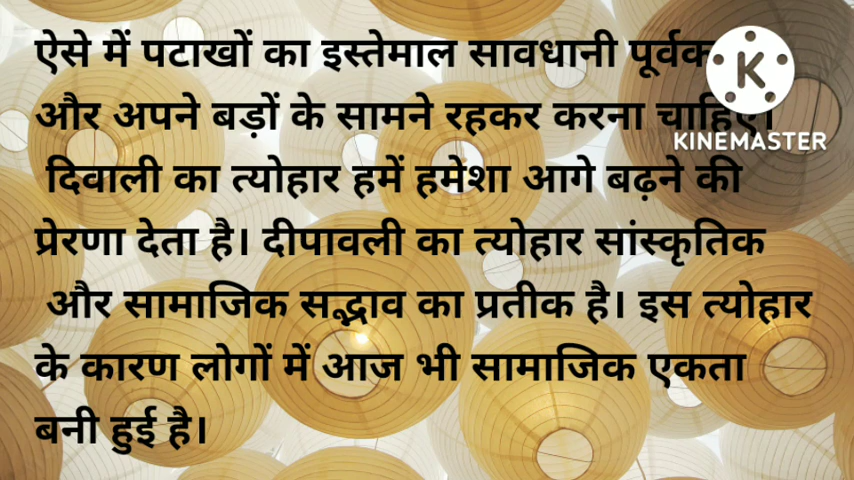 ऐसे में पटाखों का इस्तेमाल सावधानी पूर्वक
और अपने बड़ों के सामने रहकर करना चाहिए।
दिवाली का त्योहार हमें हमेशा आगे बढ़ने की
प्रेरणा देता है। दीपावली का त्योहार सांस्कृतिक
और सामाजिक सद्भाव का प्रतीक है। इस त्योहार
के कारण लोगों में आज भी सामाजिक एकता
बनी हुई है।
K
KINEMASTER